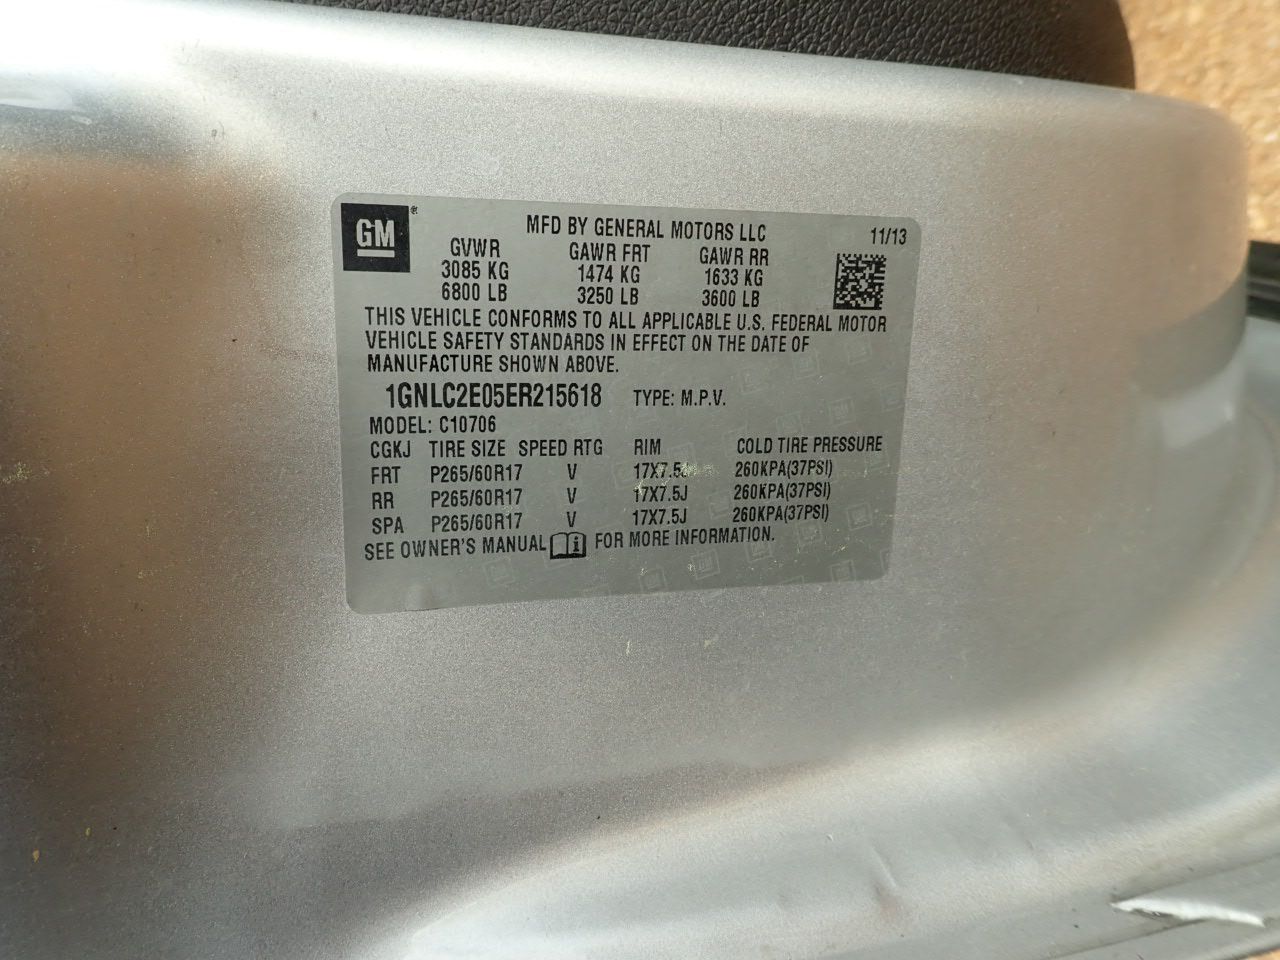 GM®
MFD BY GENERAL MOTORS LLC
11/13
GVWR GAWR FRT GAWR RR
3085 KG 1474 KG 1633 KG
6800 LB 3250 LB 3600 LB
THIS VEHICLE CONFORMS TO ALL APPLICABLE U.S. FEDERAL MOTOR
VEHICLE SAFETY STANDARDS IN EFFECT ON THE DATE OF
MANUFACTURE SHOWN ABOVE.
1GNLC2E05ER215618 TYPE: M.P.V.
MODEL: C10706
CGKJ TIRE SIZE SPEED RTG RIM COLD TIRE PRESSURE
FRT P265/60R17 V 17X7.5J 260KPA(37PSI)
RR P265/60R17 V 17X7.5J 260KPA(37PSI)
SPA P265/60R17 V 17X7.5J 260KPA(37PSI)
SEE OWNER'S MANUAL FOR MORE INFORMATION.